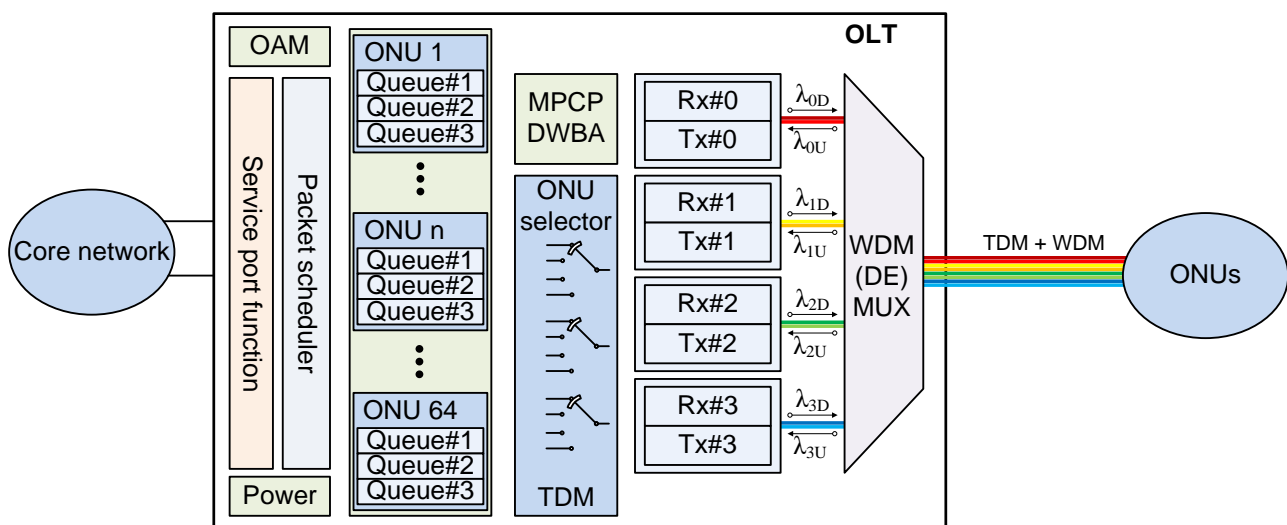 OLT
OAM
Service port function
Packet scheduler
Power
Core network
ONU 1
Queue#1
Queue#2
Queue#3
ONU n
Queue#1
Queue#2
Queue#3
ONU 64
Queue#1
Queue#2
Queue#3
MPCP
DWBA
ONU
selector
TDM
Rx#0
Tx#0
Rx#1
Tx#1
Rx#2
Tx#2
Rx#3
Tx#3
λ0D
λ0U
λ1D
λ1U
λ2D
λ2U
λ3D
λ3U
WDM
(DE)
MUX
TDM + WDM
ONUs